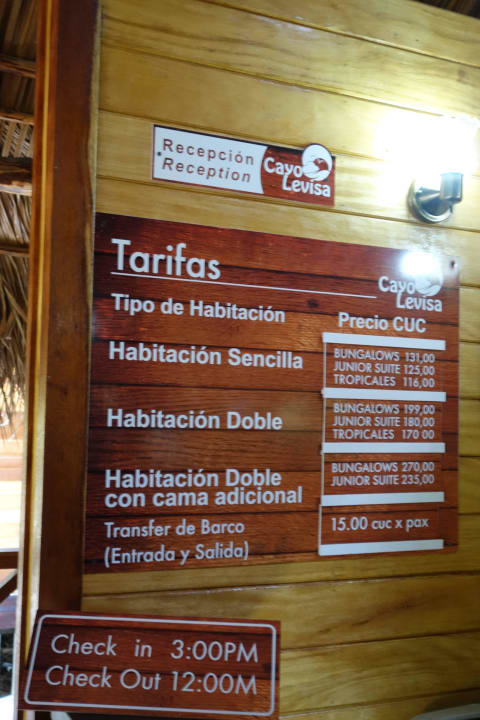 Recepción
Reception
Cayo
Levisa
Tarifas
Cayo
Levisa
Tipo de Habitación
Precio CUC
Habitación Sencilla
BUNGALOWS 131,00
JUNIOR SUITE 125,00
TROPICALES 116,00
Habitación Doble
BUNGALOWS 199,00
JUNIOR SUITE 180,00
TROPICALES 170 00
Habitación Doble
con cama adicional
BUNGALOWS 270,00
JUNIOR SUITE 235,00
Transfer de Barco
(Entrada y Salida)
15.00 cuc x pax
Check in 3:00PM
Check Out 12:00M